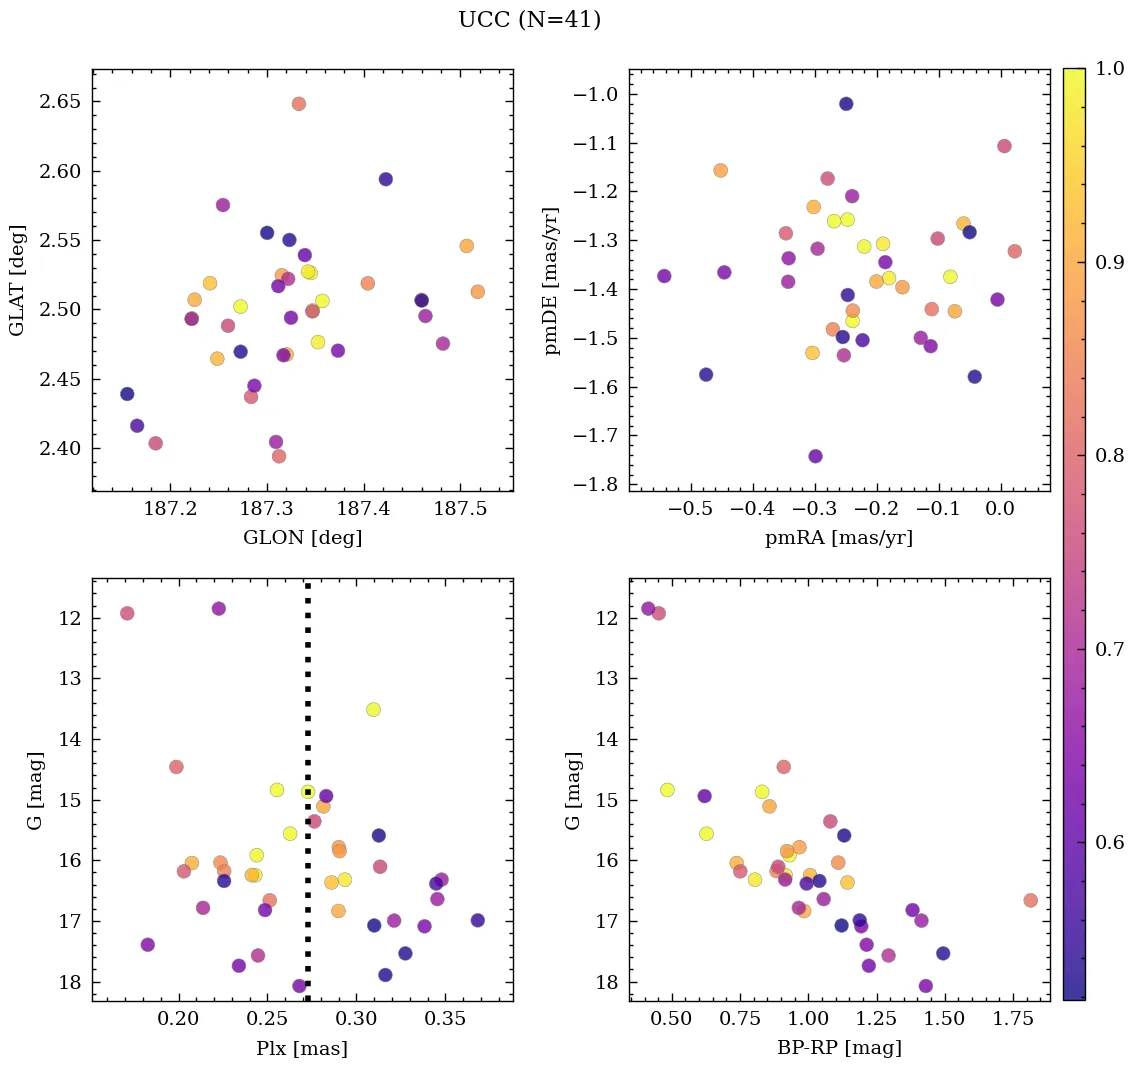 UCC (N=41)
2.65
2.60
2.55
2.50
2.45
2.40
GLAT [deg]
187.2 187.3 187.4 187.5
GLON [deg]
−1.0
−1.1
−1.2
−1.3
−1.4
−1.5
−1.6
−1.7
−1.8
pmDE [mas/yr]
−0.5 −0.4 −0.3 −0.2 −0.1 0.0
pmRA [mas/yr]
12
13
14
15
16
17
18
G [mag]
0.20 0.25 0.30 0.35
Plx [mas]
12
13
14
15
16
17
18
G [mag]
0.50 0.75 1.00 1.25 1.50 1.75
BP-RP [mag]
1.0
0.9
0.8
0.7
0.6